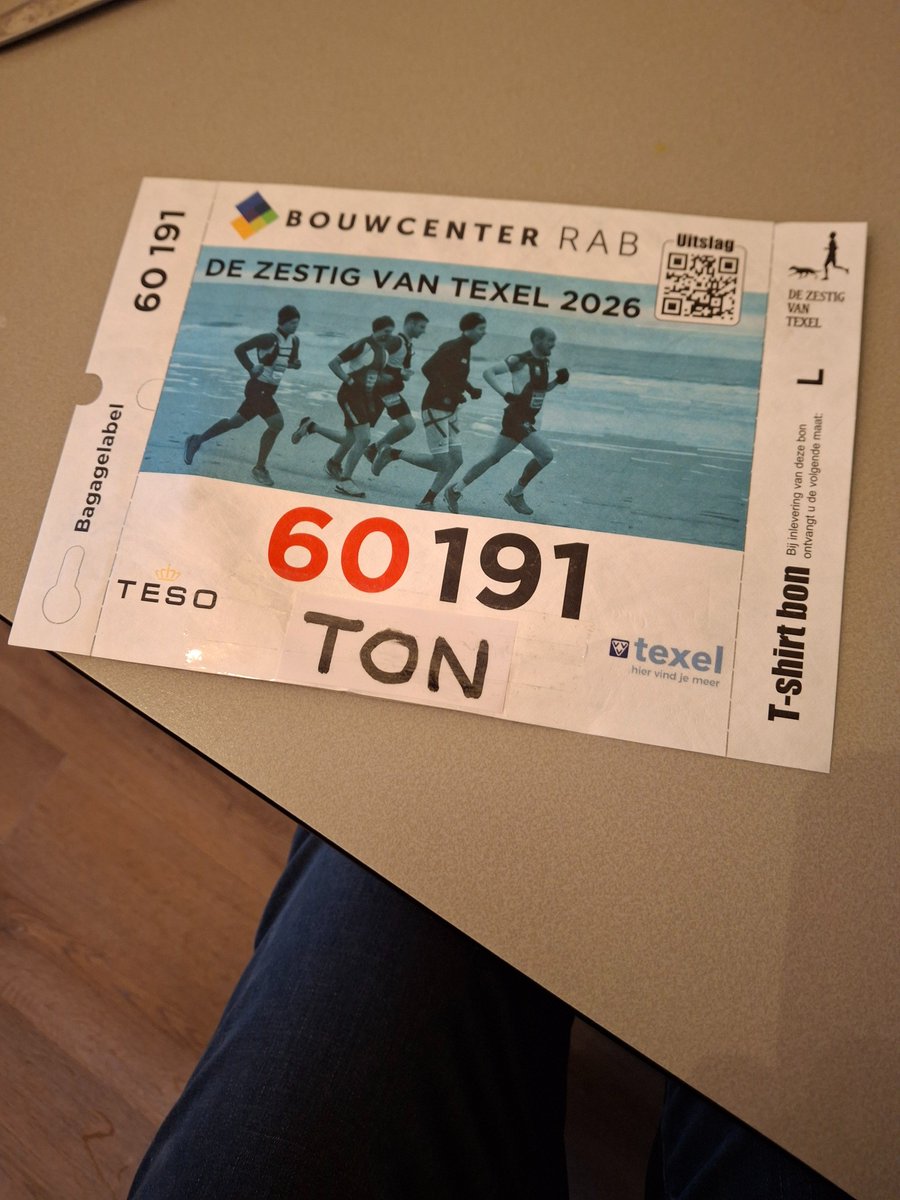 60 191
Bagagelabel
BOUWCENTER RAB
Uitslag
DE ZESTIG VAN TEXEL 2026
60 191
TESO
TON
VVV texel
hier vind je meer
DE ZESTIG
VAN
TEXEL
L
Bij inlevering van deze bon
ontvangt u de volgende maat:
T-shirt bon